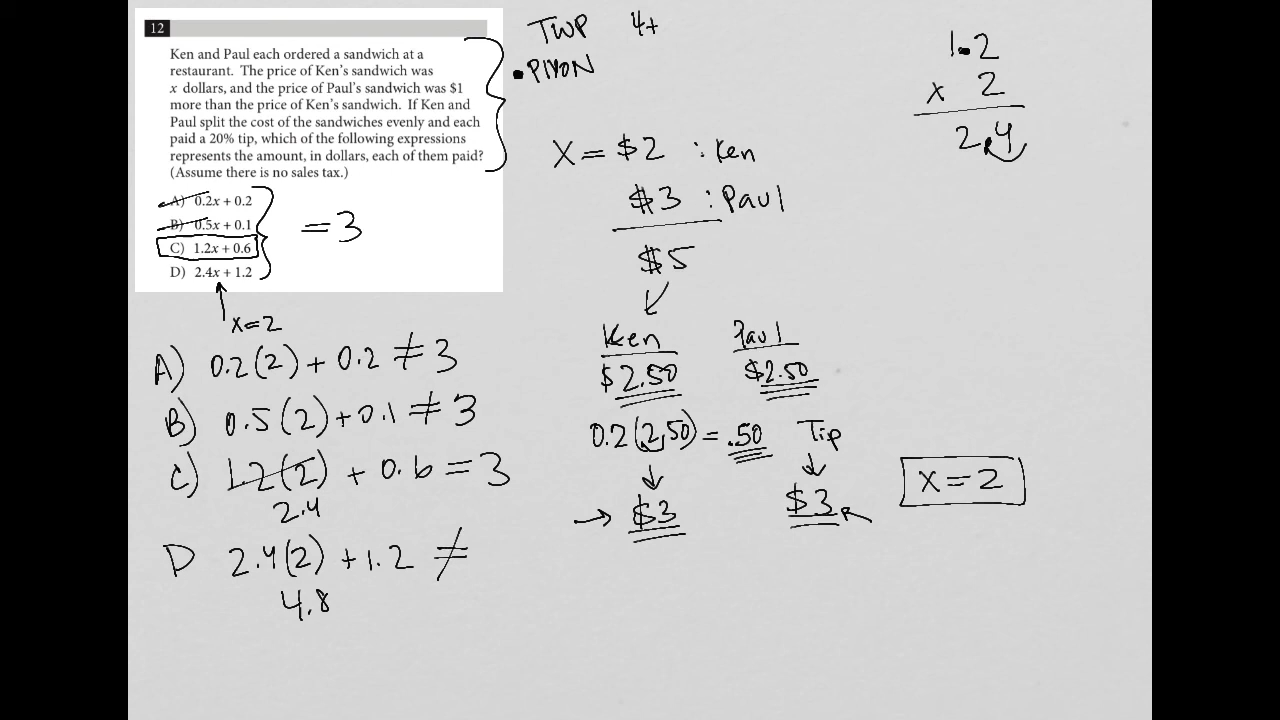 12
Ken and Paul each ordered a sandwich at a
restaurant. The price of Ken's sandwich was
x dollars, and the price of Paul's sandwich was $1
more than the price of Ken's sandwich. If Ken and
Paul split the cost of the sandwiches evenly and each
paid a 20% tip, which of the following expressions
represents the amount, in dollars, each of them paid?
(Assume there is no sales tax.)
A) 0.2x + 0.2
B) 0.5x + 0.1
C) 1.2x + 0.6
D) 2.4x + 1.2
= 3
x=2
A) 0.2(2) + 0.2 ≠ 3
B) 0.5(2) + 0.1 ≠ 3
C) 1.2(2) + 0.6 = 3
2.4
D 2.4(2) + 1.2 ≠
4.8
TWP 4+
• PIYON
X = $2 : Ken
$3 : Paul
$5
Ken Paul
$2.50 $2.50
0.2(2.50) = .50 Tip
$3 $3
x = 2
1.2
x 2
2.4